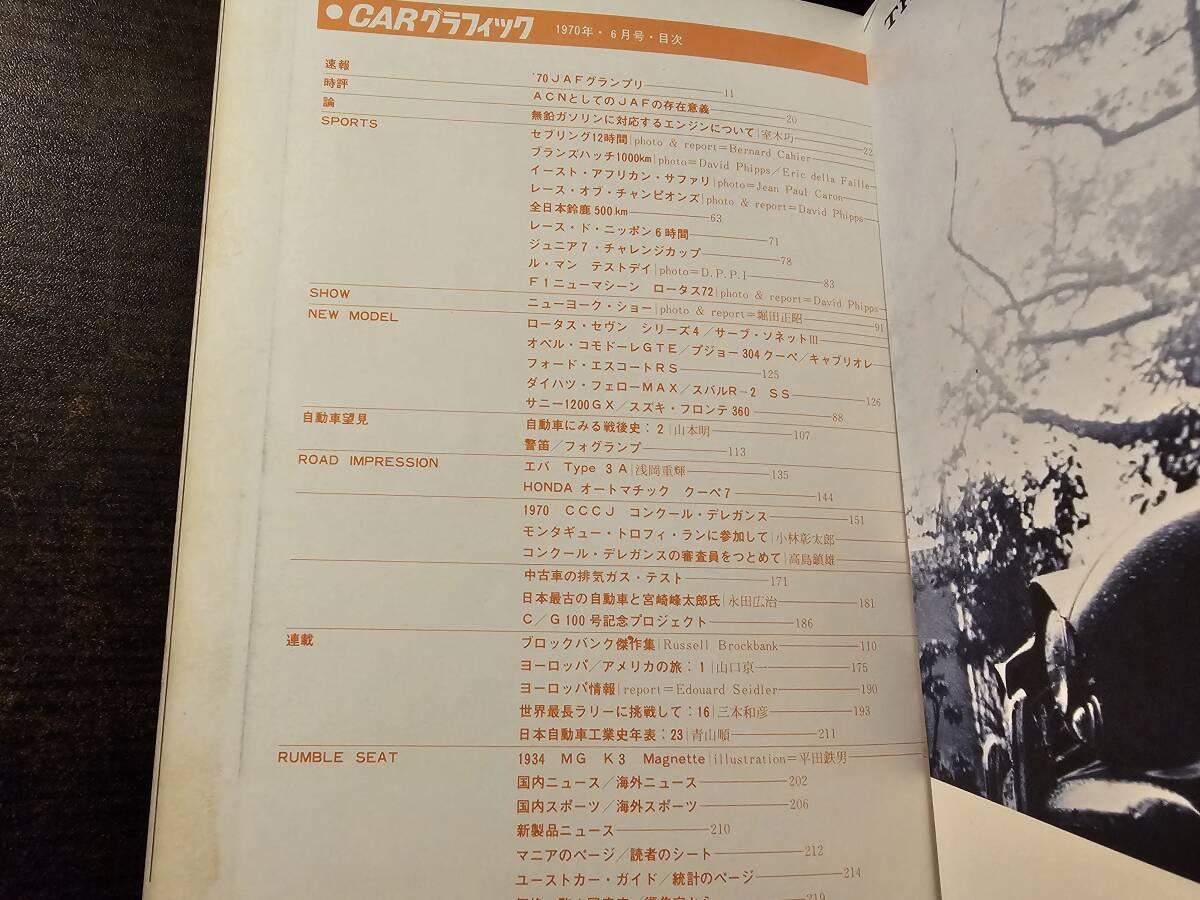 ●CARグラフィック 1970年・6月号・目次
速報 '70 JAFグランプリ 11
時評 ACNとしてのJAFの存在意義 20
論 無鉛ガソリンに対応するエンジンについて|室木巧 22
SPORTS セブリング12時間|photo & report=Bernard Cahier
ブランズハッチ1000km|photo=David Phipps/Eric della Faille
イースト・アフリカン・サファリ|photo=Jean Paul Caron
レース・オブ・チャンピオンズ|photo & report=David Phipps
全日本鈴鹿500km 63
レース・ド・ニッポン6時間 71
ジュニア7・チャレンジカップ 78
ル・マン テストデイ|photo=D.P.P.I 83
F1ニューマシーン ロータス72|photo & report=David Phipps
SHOW ニューヨーク・ショー|photo & report=堀田正昭 91
NEW MODEL ロータス・セヴン シリーズ4/サーブ・ソネットIII
オペル・コモドーレGTE/プジョー304クーペ/キャブリオレ
フォード・エスコートRS 125
ダイハツ・フェローMAX/スバルR-2 SS 126
サニー1200GX/スズキ・フロンテ360 88
自動車望見 自動車にみる戦後史:2|山本明 107
警笛/フォグランプ 113
ROAD IMPRESSION エバ Type 3A|浅岡重輝 135
HONDA オートマチック クーペ7 144
1970 CCCJ コンクール・デレガンス 151
モンタギュー・トロフィ・ランに参加して|小林彰太郎
コンクール・デレガンスの審査員をつとめて|高島鎮雄
中古車の排気ガス・テスト 171
日本最古の自動車と宮崎峰太郎氏|永田広治 181
C/G100号記念プロジェクト 186
連載 ブロックバンク傑作集|Russell Brockbank 110
ヨーロッパ/アメリカの旅:1|山口京一 175
ヨーロッパ情報|report=Edouard Seidler 190
世界最長ラリーに挑戦して:16|三本和彦 193
日本自動車工業史年表:23|青山順 211
RUMBLE SEAT 1934 MG K3 Magnette|illustration=平田鉄男
国内ニュース/海外ニュース 202
国内スポーツ/海外スポーツ 206
新製品ニュース 210
マニアのページ/読者のシート 212
ユーストカー・ガイド/統計のページ 214
219